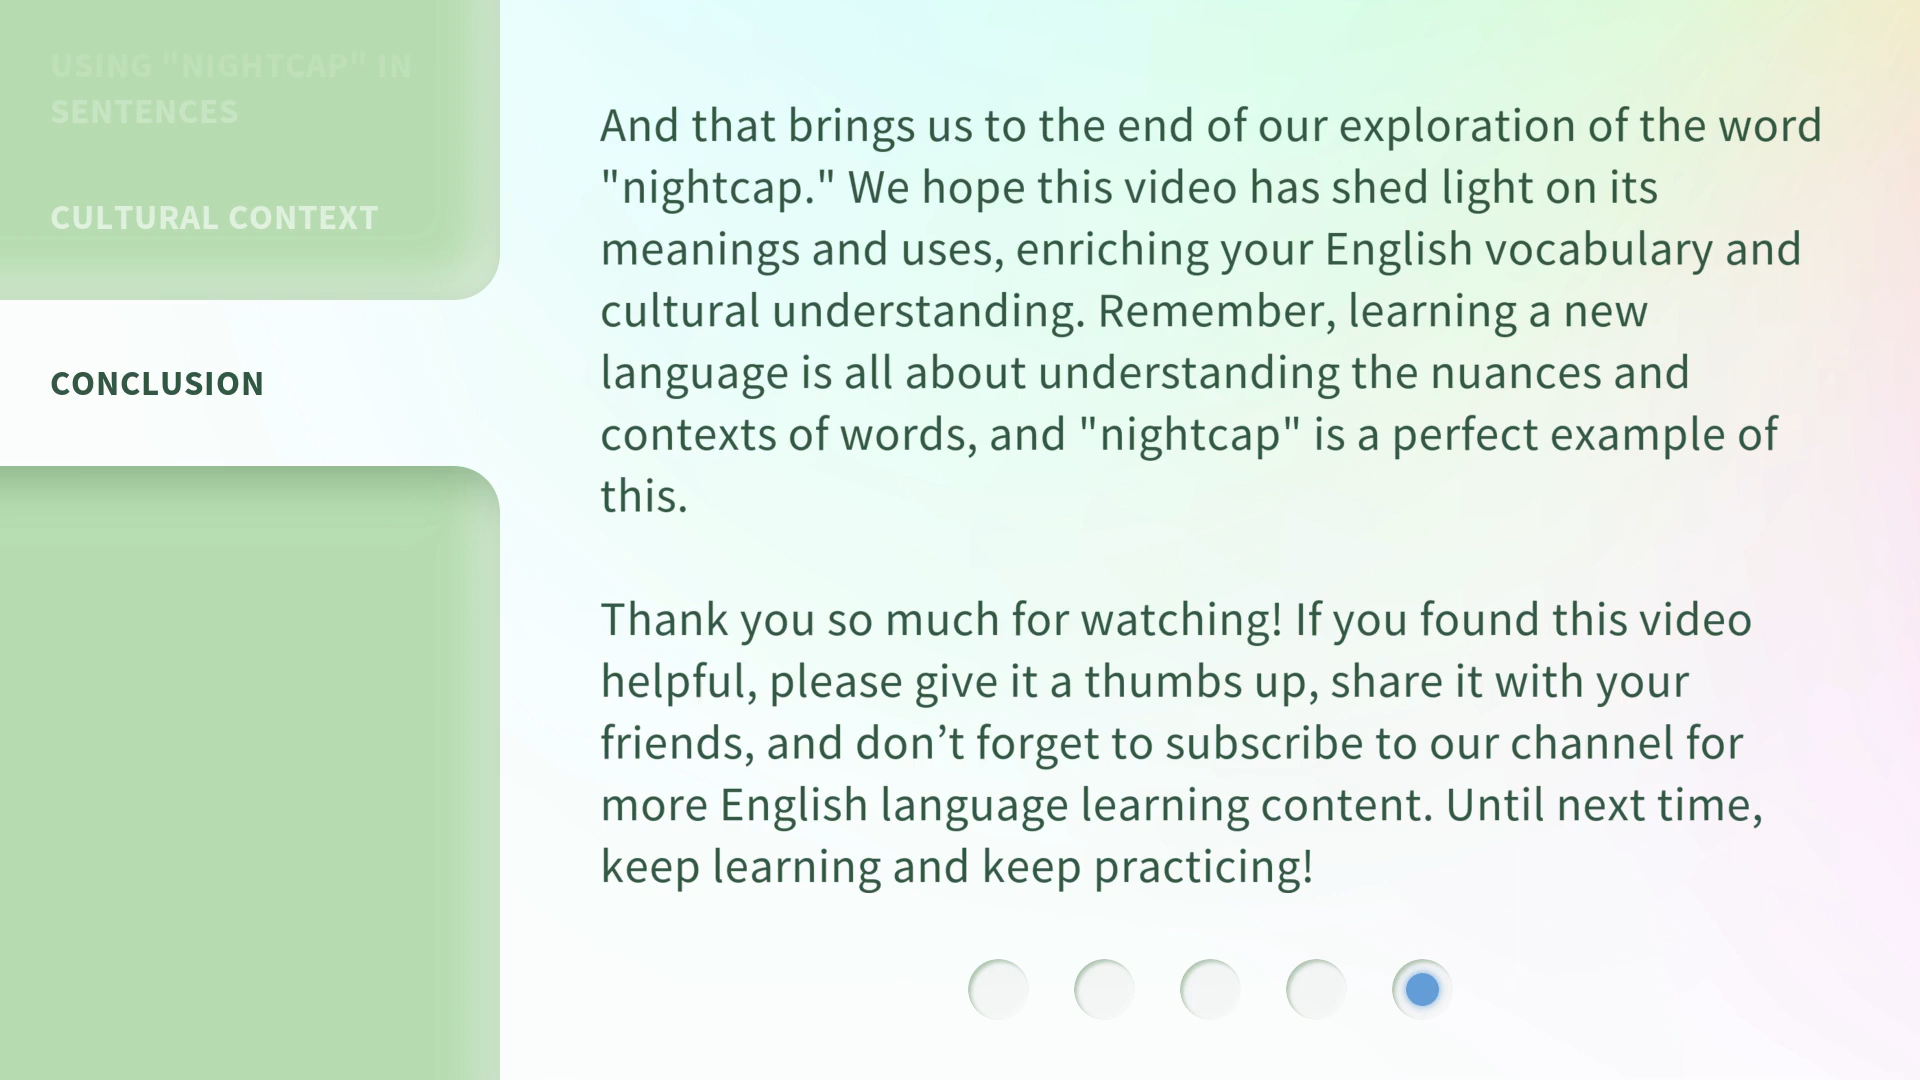 USING "NIGHTCAP" IN
SENTENCES
CULTURAL CONTEXT
CONCLUSION
And that brings us to the end of our exploration of the word
"nightcap." We hope this video has shed light on its
meanings and uses, enriching your English vocabulary and
cultural understanding. Remember, learning a new
language is all about understanding the nuances and
contexts of words, and "nightcap" is a perfect example of
this.
Thank you so much for watching! If you found this video
helpful, please give it a thumbs up, share it with your
friends, and don’t forget to subscribe to our channel for
more English language learning content. Until next time,
keep learning and keep practicing!